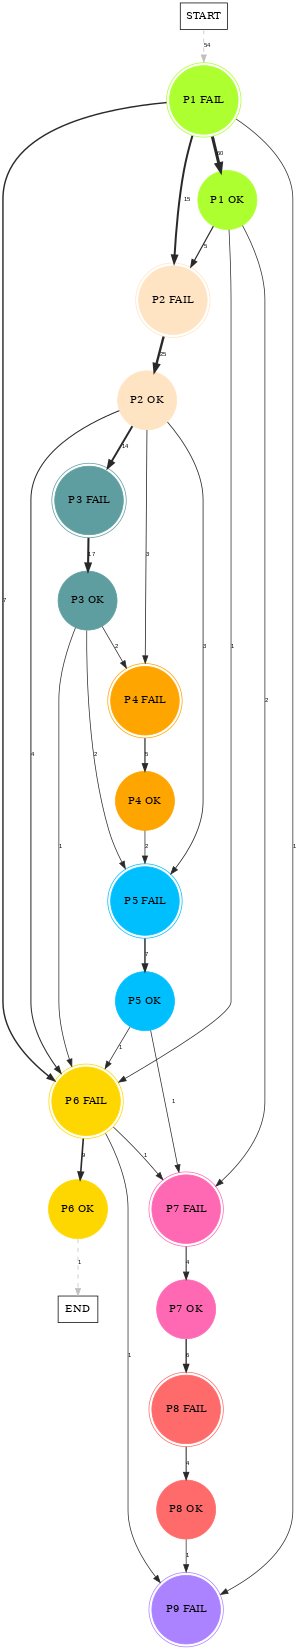 START
54
P1 FAIL
60
15
P1 OK
5
P2 FAIL
25
P2 OK
14
P3 FAIL
17
3
P3 OK
7
3
1
2
2
P4 FAIL
4
2
5
1
P4 OK
2
1
P5 FAIL
7
P5 OK
1
1
P6 FAIL
9
1
P6 OK
P7 FAIL
1
4
END
P7 OK
1
6
P8 FAIL
4
P8 OK
1
P9 FAIL